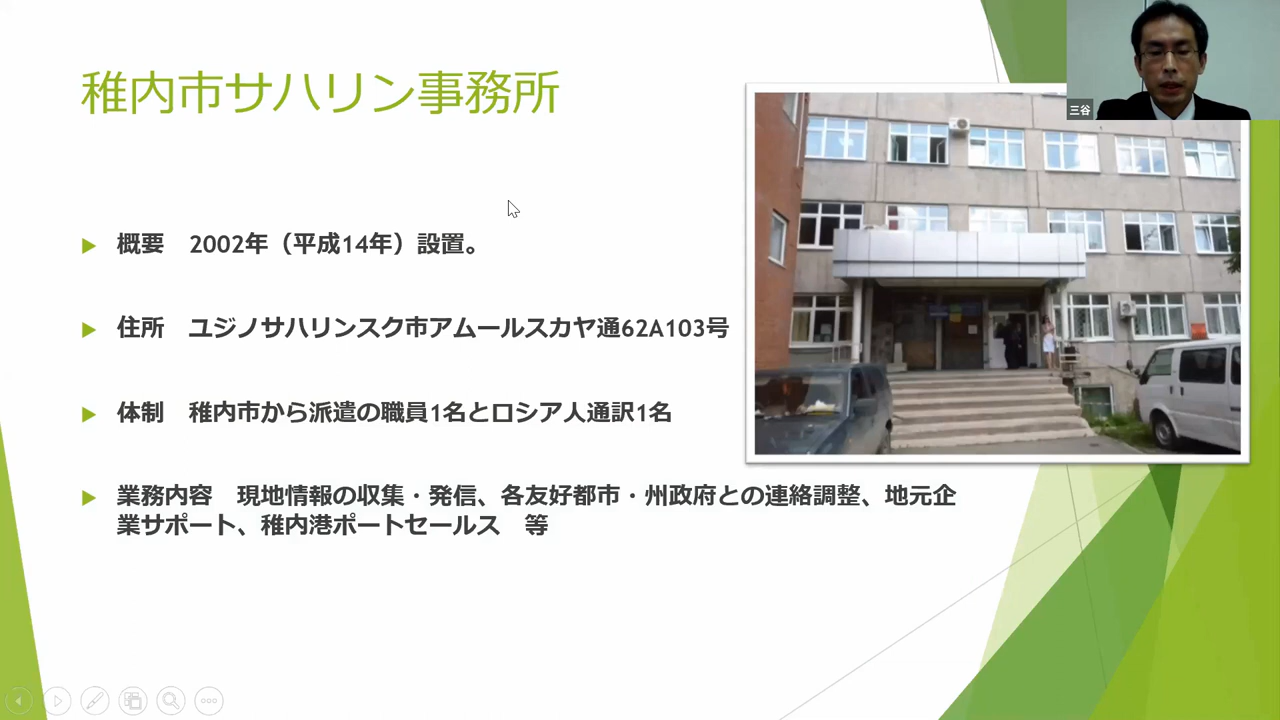 稚内市サハリン事務所
三谷
概要　2002年（平成14年）設置。
住所　ユジノサハリンスク市アムールスカヤ通62A103号
体制　稚内市から派遣の職員1名とロシア人通訳1名
業務内容　現地情報の収集・発信、各友好都市・州政府との連絡調整、地元企
業サポート、稚内港ポートセールス　等